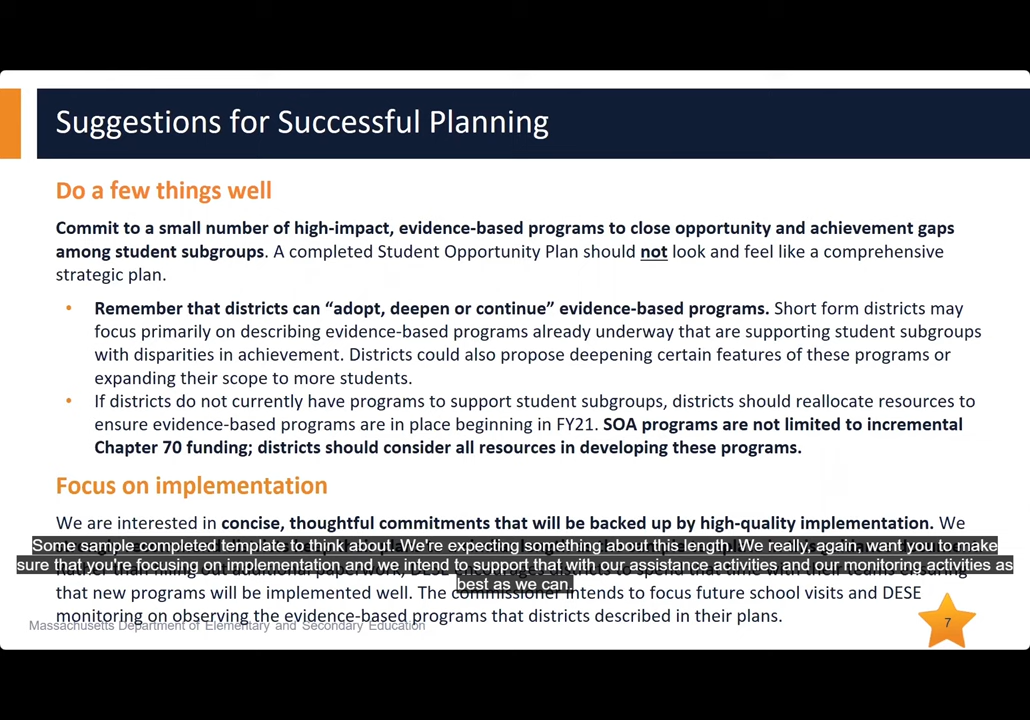 Suggestions for Successful Planning
Do a few things well
Commit to a small number of high-impact, evidence-based programs to close opportunity and achievement gaps
among student subgroups. A completed Student Opportunity Plan should not look and feel like a comprehensive
strategic plan.
• Remember that districts can “adopt, deepen or continue” evidence-based programs. Short form districts may
focus primarily on describing evidence-based programs already underway that are supporting student subgroups
with disparities in achievement. Districts could also propose deepening certain features of these programs or
expanding their scope to more students.
• If districts do not currently have programs to support student subgroups, districts should reallocate resources to
ensure evidence-based programs are in place beginning in FY21. SOA programs are not limited to incremental
Chapter 70 funding; districts should consider all resources in developing these programs.
Focus on implementation
We are interested in concise, thoughtful commitments that will be backed up by high-quality implementation. We
Some sample completed template to think about. We're expecting something about this length. We really, again, want you to make
sure that you're focusing on implementation and we intend to support that with our assistance activities and our monitoring activities as
best as we can.
that new programs will be implemented well. The commissioner intends to focus future school visits and DESE
monitoring on observing the evidence-based programs that districts described in their plans.
Massachusetts Department of Elementary and Secondary Education
7